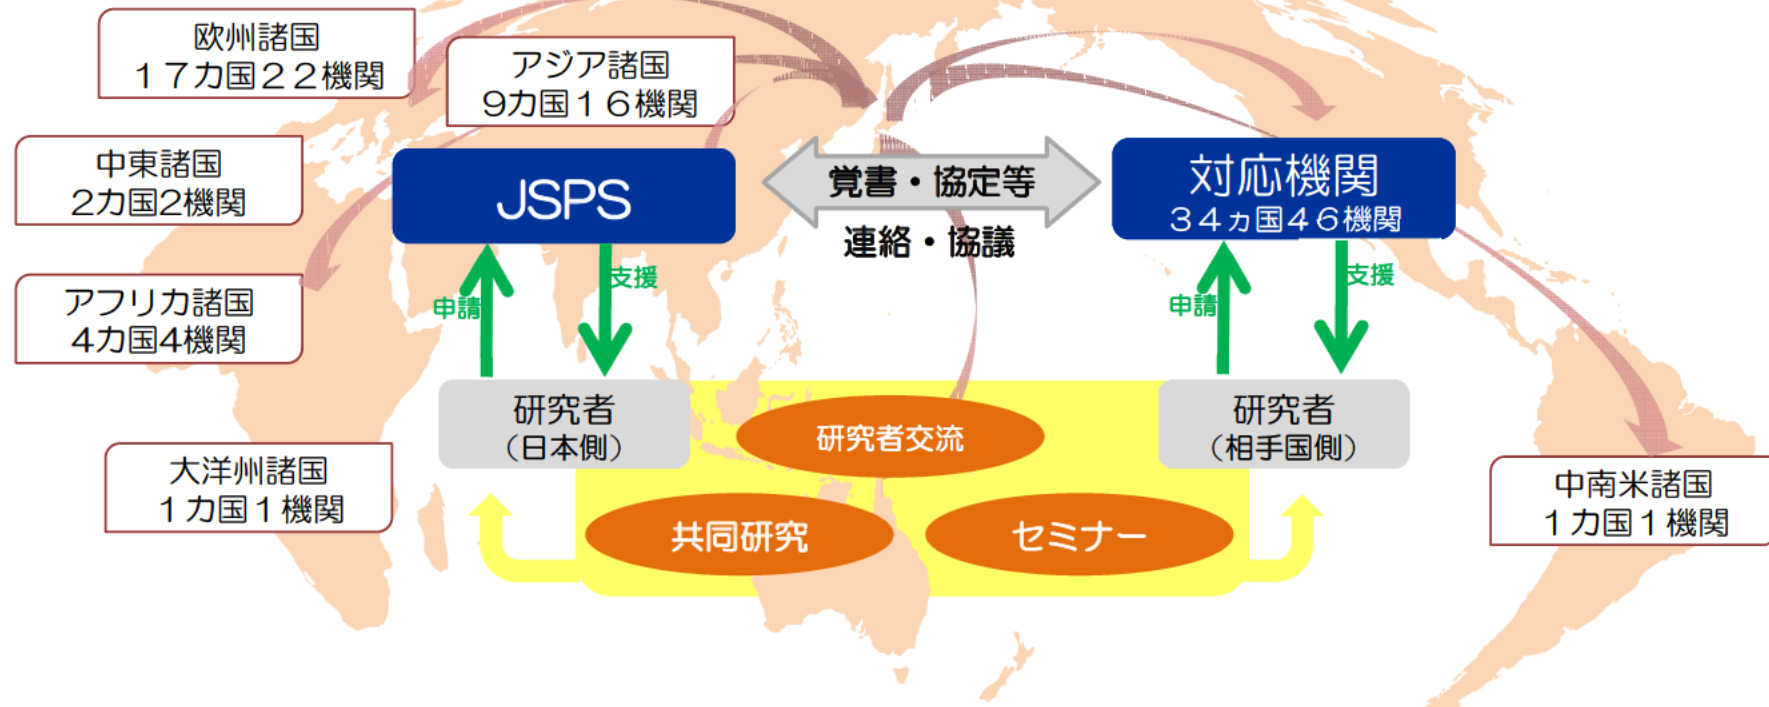 欧州諸国
１７カ国２２機関
アジア諸国
９カ国１６機関
中東諸国
2カ国2機関
アフリカ諸国
4カ国4機関
大洋州諸国
１カ国１機関
中南米諸国
１カ国１機関
JSPS
覚書・協定等
連絡・協議
対応機関
３４ヵ国４６機関
申請
支援
申請
支援
研究者
（日本側）
研究者
（相手国側）
研究者交流
共同研究
セミナー